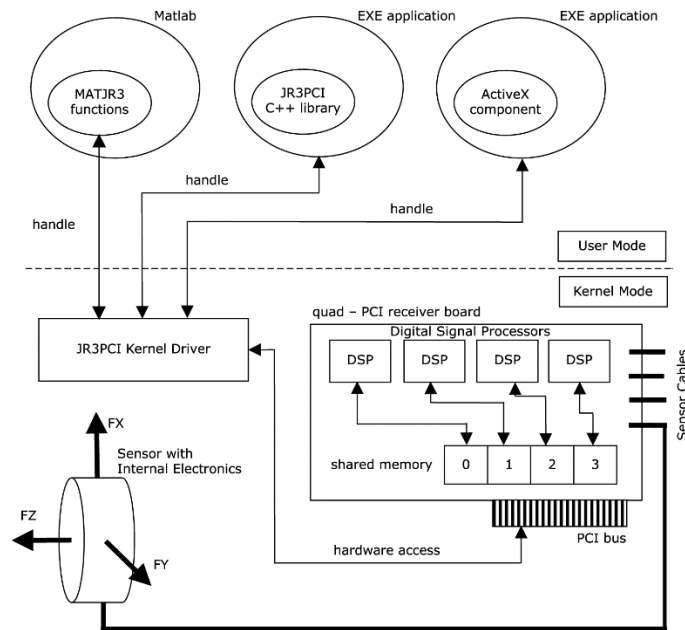 Matlab
EXE application
EXE application
MATJR3
functions
JR3PCI
C++ library
ActiveX
component
handle
handle
handle
User Mode
Kernel Mode
quad – PCI receiver board
Digital Signal Processors
JR3PCI Kernel Driver
DSP
DSP
DSP
DSP
Sensor Cables
FX
Sensor with
Internal Electronics
shared memory
0
1
2
3
FZ
FY
hardware access
PCI bus